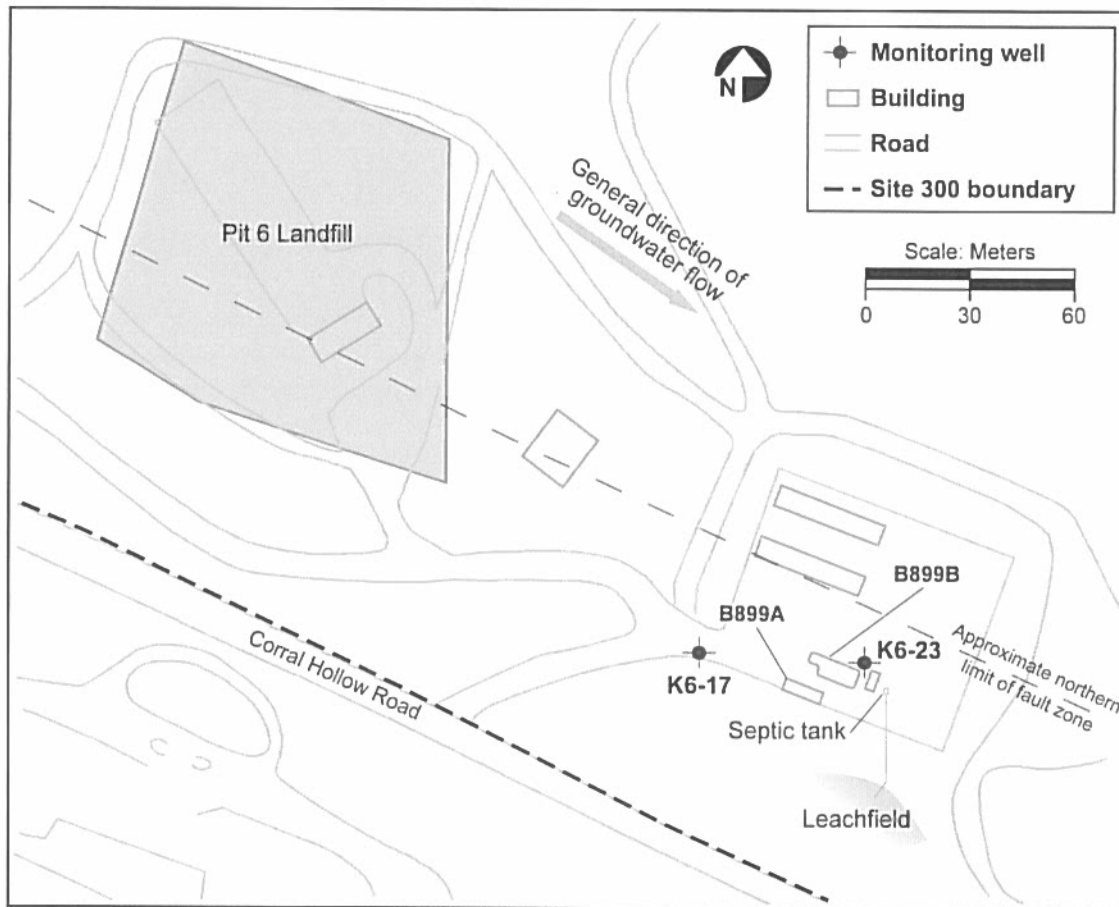 Monitoring well
Building
Road
Site 300 boundary
N
Scale: Meters
0 30 60
General direction of
groundwater flow
Pit 6 Landfill
B899B
B899A
K6-23
K6-17
Approximate northern
limit of fault zone
Corral Hollow Road
Septic tank
Leachfield